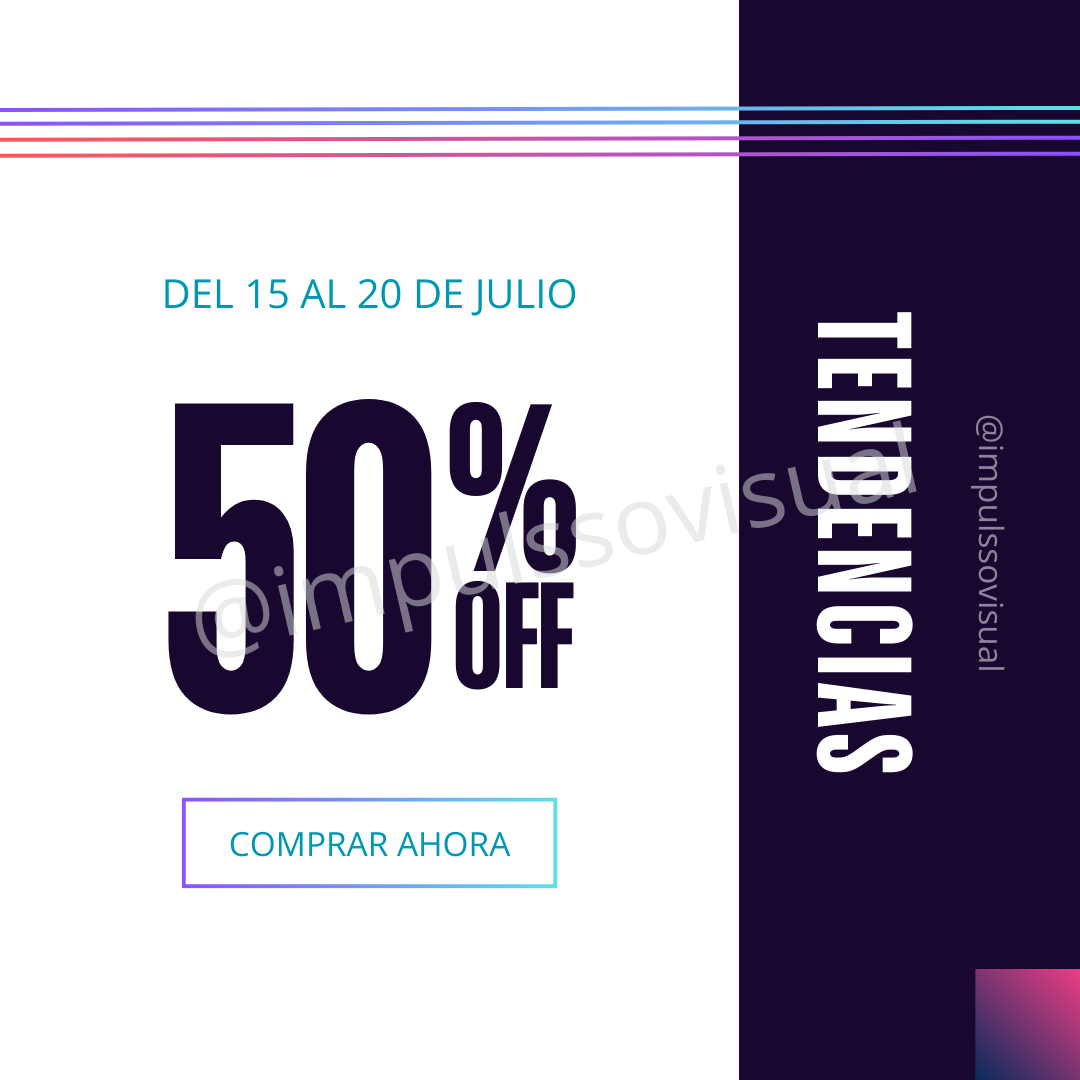 DEL 15 AL 20 DE JULIO
50%
OFF
COMPRAR AHORA
TENDENCIAS
@impulssovisual
@impulssovisual